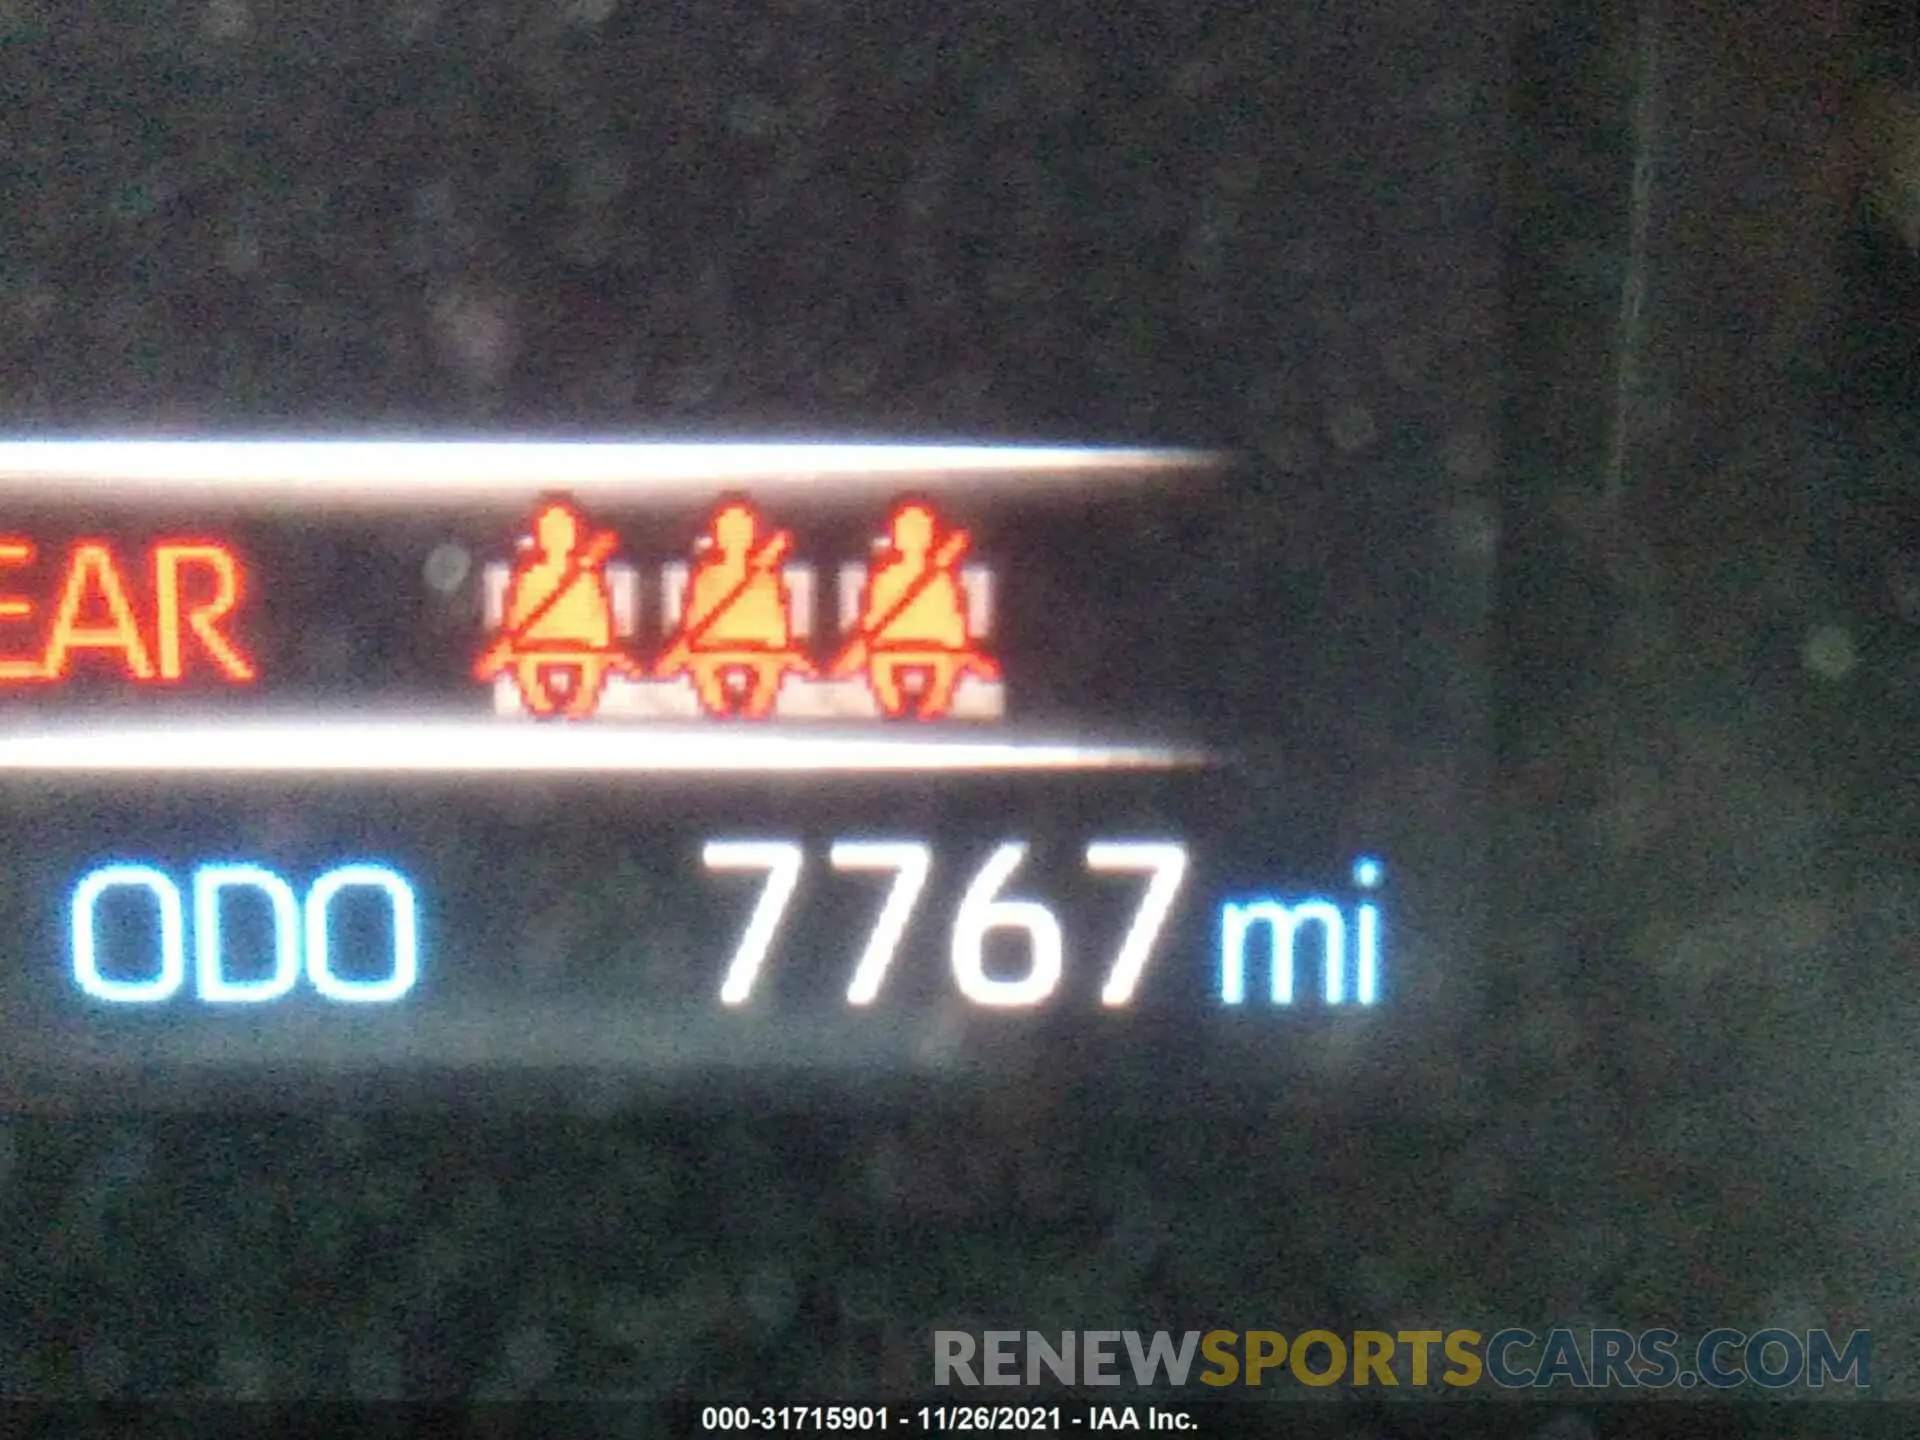 EAR
ODO 7767 mi
RENEWSPORTSCARS.COM
000-31715901 - 11/26/2021 - IAA Inc.